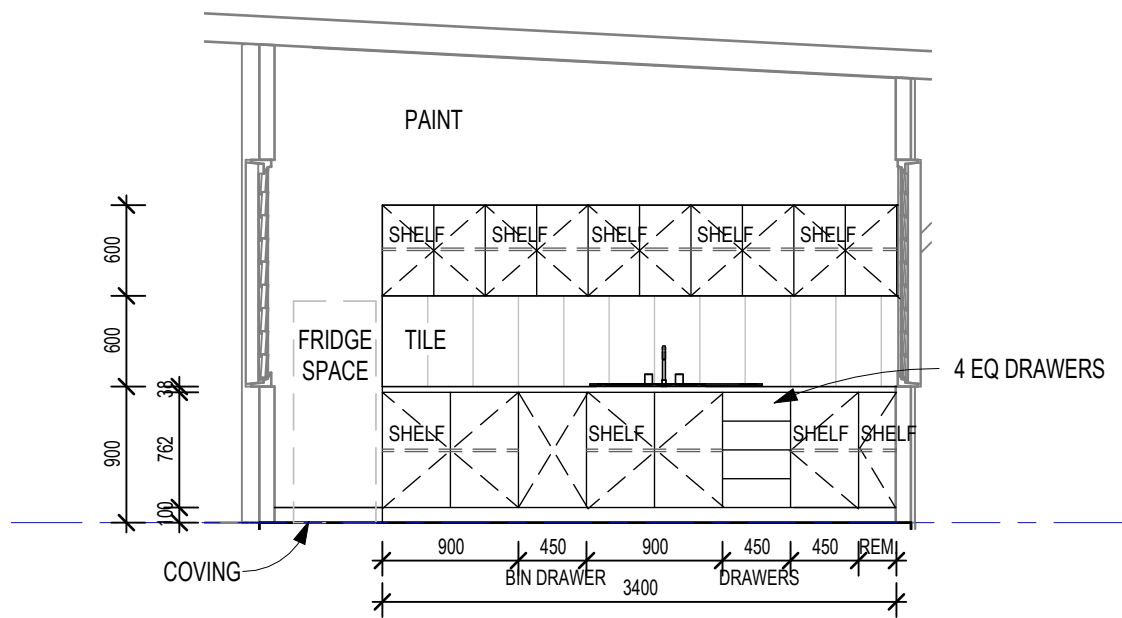 PAINT
SHELF SHELF SHELF SHELF SHELF
600
600
FRIDGE
SPACE
TILE
4 EQ DRAWERS
38
900
762
100
SHELF SHELF SHELF SHELF
COVING
900 450 900 450 450 REM
BIN DRAWER DRAWERS
3400